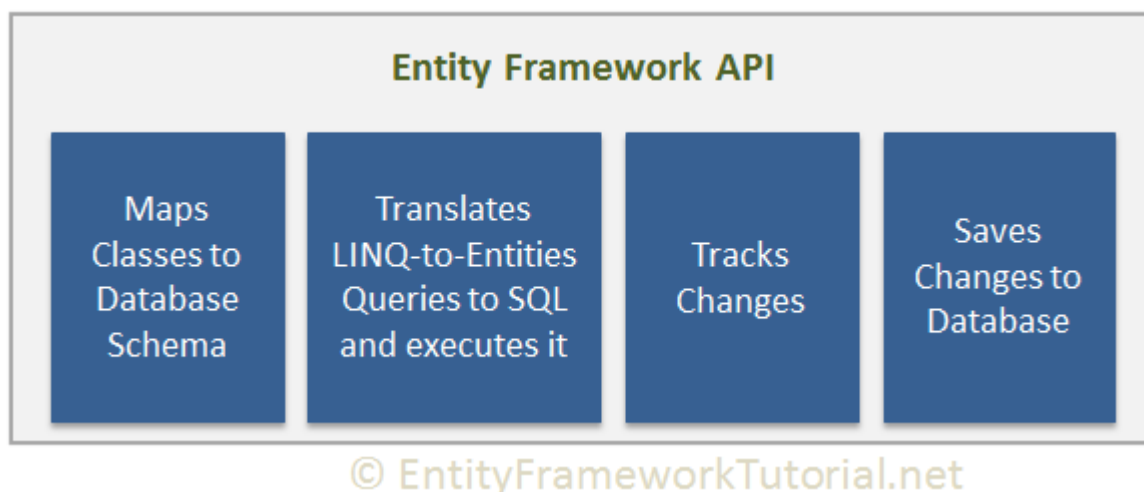 Entity Framework API
Maps
Classes to
Database
Schema
Translates
LINQ-to-Entities
Queries to SQL
and executes it
Tracks
Changes
Saves
Changes to
Database
© EntityFrameworkTutorial.net